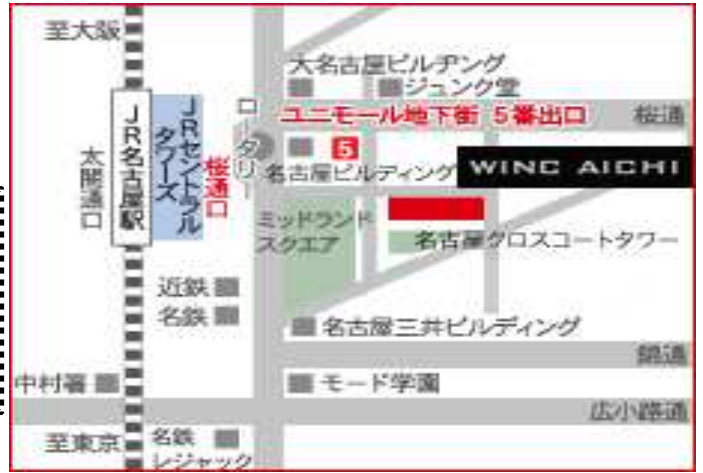 至大阪
大名古屋ビルヂング
ジュンク堂
ユニモール地下街 5番出口
桜通
ロータリー
JRセントラルタワーズ
JR名古屋駅
桜通口
太閤通口
5
名古屋ビルディング
WINC AICHI
ミッドランド
スクエア
名古屋クロスコートタワー
近鉄
名鉄
名古屋三井ビルディング
錦通
中村署
モード学園
広小路通
至東京
名鉄
レジャック